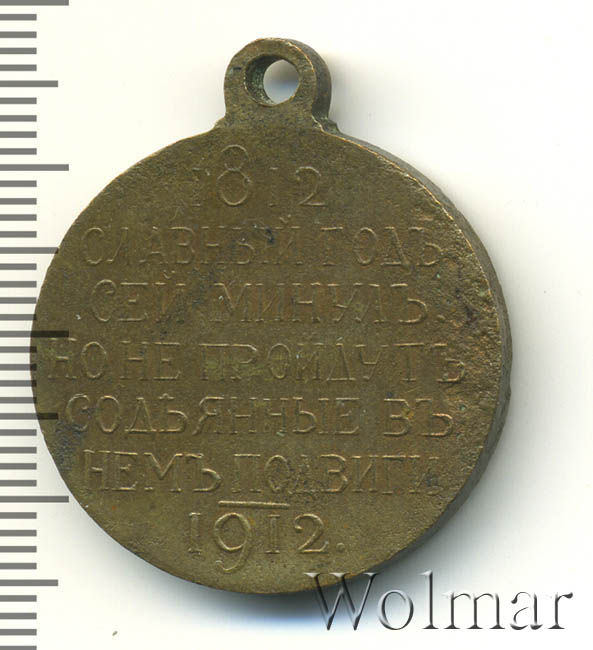 1812
СЛАВНЫЙ ГОДЪ
СЕЙ МИНУЛЪ.
НО НЕ ПРОЙДУТЪ
СОДѢЯННЫЕ ВЪ
НЕМЪ ПОДВИГИ
1912.
Wolmar